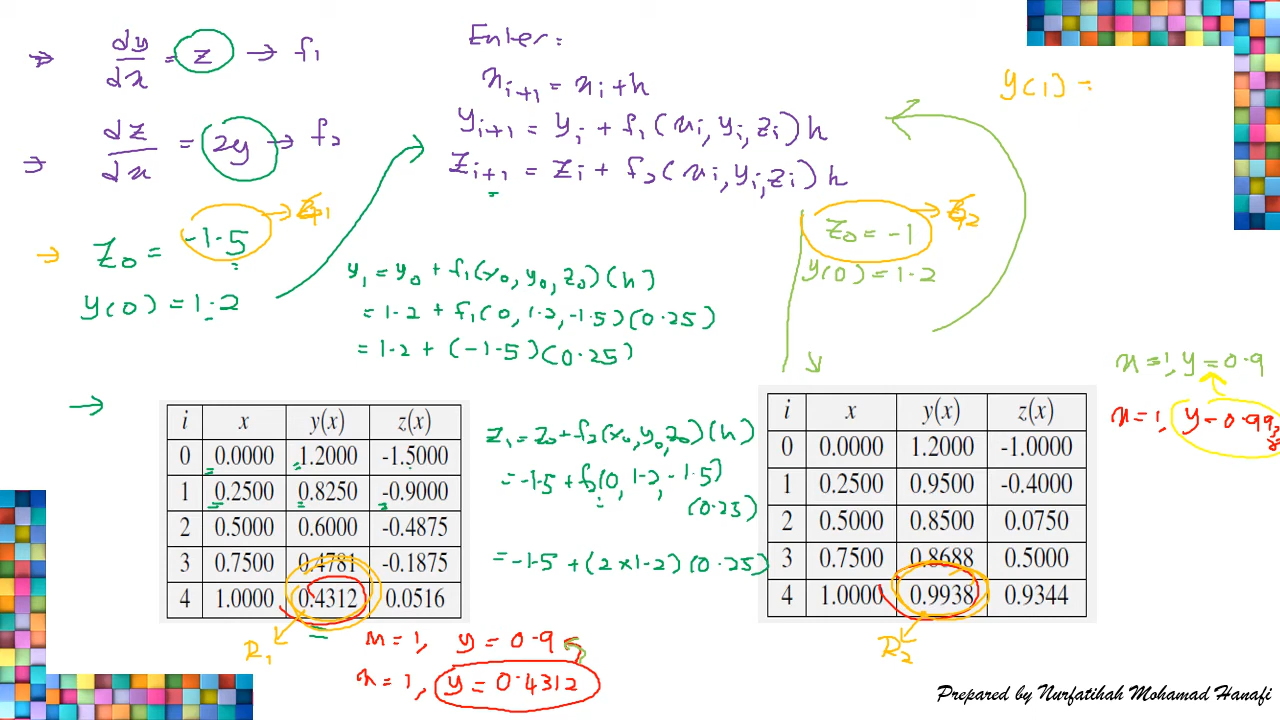 ⇒ dy/dx = z → f₁
⇒ dz/dx = 2y → f₂
→ z₀ = -1.5
y(0) = 1.2
Euler:
xᵢ₊₁ = xᵢ + h
yᵢ₊₁ = yᵢ + f₁(xᵢ, yᵢ, zᵢ)h
zᵢ₊₁ = zᵢ + f₂(xᵢ, yᵢ, zᵢ)h
y₁ = y₀ + f₁(x₀, y₀, z₀)(h)
= 1.2 + f₁(0, 1.2, -1.5)(0.25)
= 1.2 + (-1.5)(0.25)
y(1) =
z₀ = -1
y(0) = 1.2
→
i x y(x) z(x)
0 0.0000 1.2000 -1.5000
1 0.2500 0.8250 -0.9000
2 0.5000 0.6000 -0.4875
3 0.7500 0.4781 -0.1875
4 1.0000 0.4312 0.0516
R₁
x = 1, y = 0.9
x = 1, y = 0.4312
z₁ = z₀ + f₂(x₀, y₀, z₀)(h)
= -1.5 + f₂(0, 1.2, -1.5)
(0.25)
= -1.5 + (2×1.2)(0.25)
i x y(x) z(x)
0 0.0000 1.2000 -1.0000
1 0.2500 0.9500 -0.4000
2 0.5000 0.8500 0.0750
3 0.7500 0.8688 0.5000
4 1.0000 0.9938 0.9344
R₂
x = 1, y = 0.9
x = 1, y = 0.993
Prepared by Nurfatihah Mohamad Hanafi